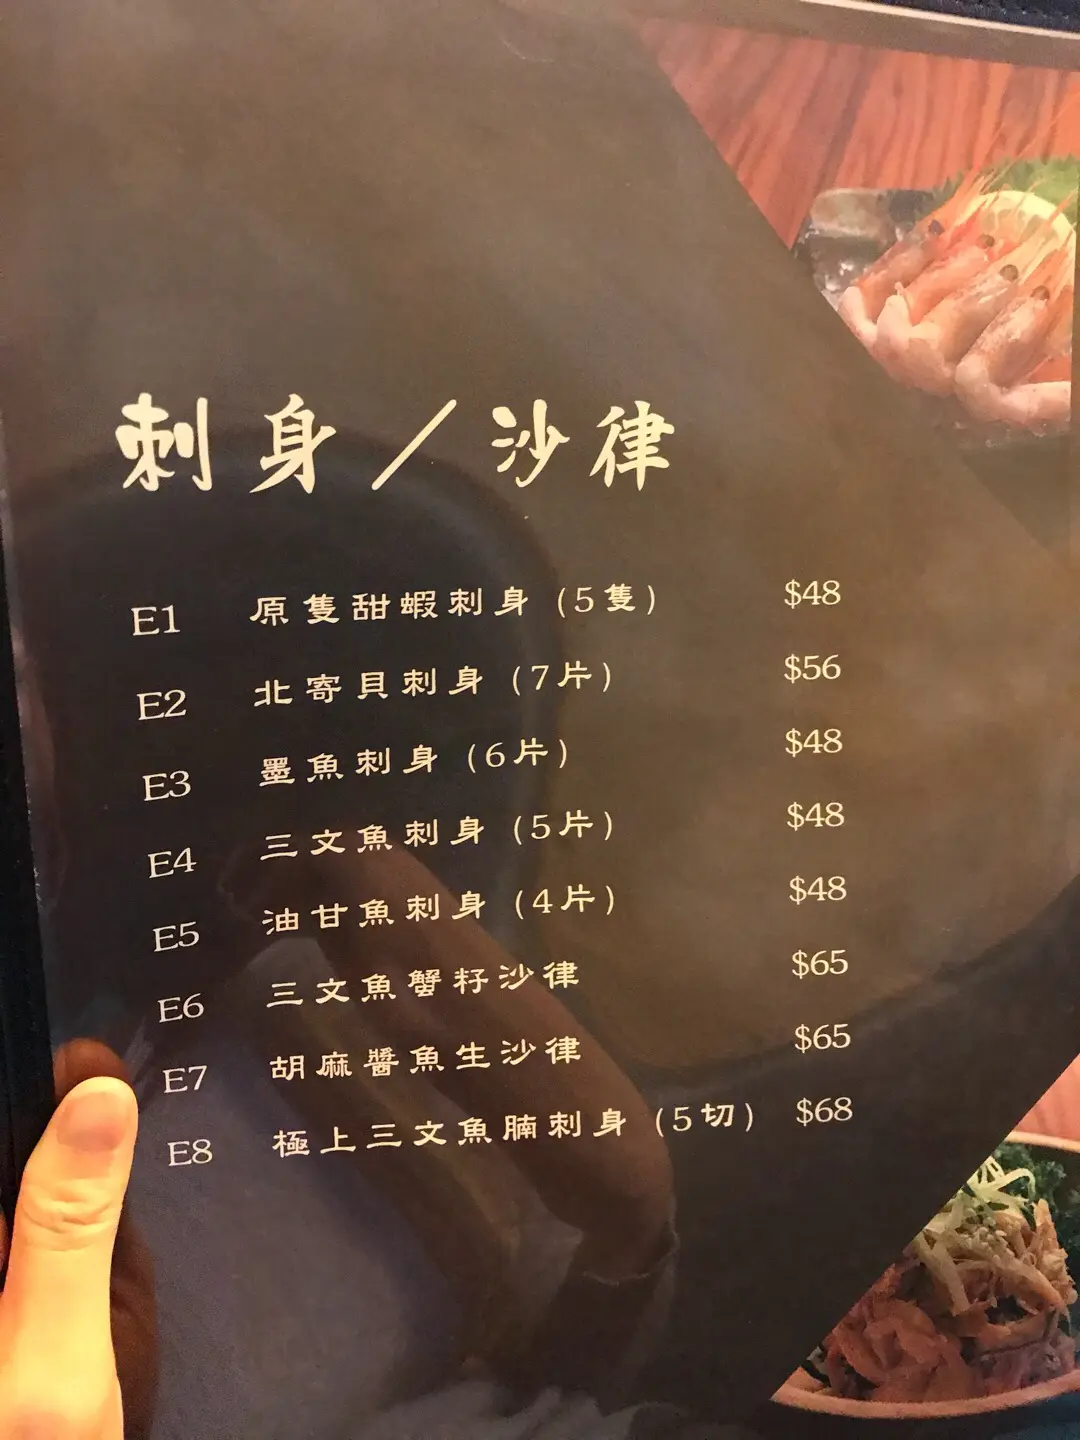 刺身／沙律
E1 原隻甜蝦刺身 (5隻) $48
E2 北寄貝刺身 (7片) $56
E3 墨魚刺身 (6片) $48
E4 三文魚刺身 (5片) $48
E5 油甘魚刺身 (4片) $48
E6 三文魚蟹籽沙律 $65
E7 胡麻醬魚生沙律 $65
E8 極上三文魚腩刺身 (5切) $68